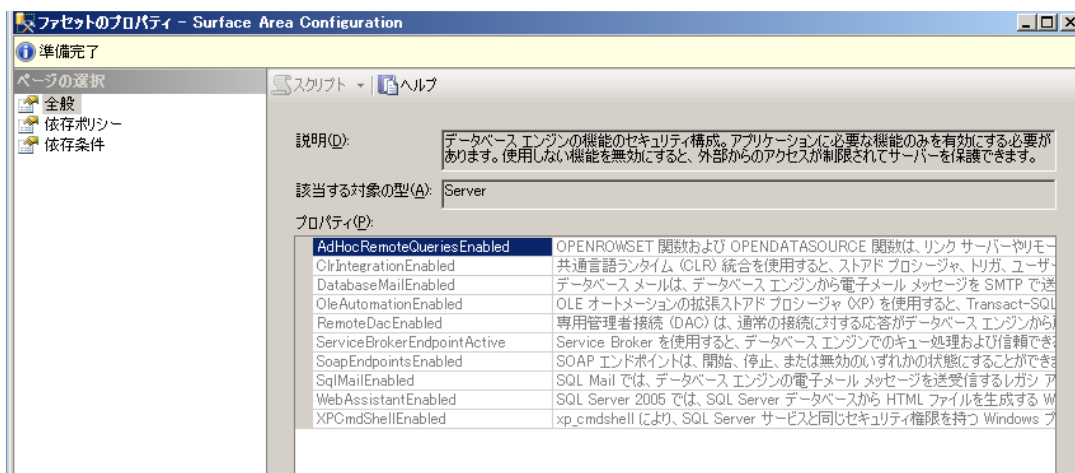 ファセットのプロパティ - Surface Area Configuration
準備完了
ページの選択
全般
依存ポリシー
依存条件
スクリプト
ヘルプ
説明(D):
データベース エンジンの機能のセキュリティ構成。アプリケーションに必要な機能のみを有効にする必要が
あります。使用しない機能を無効にすると、外部からのアクセスが制限されてサーバーを保護できます。
該当する対象の型(A): Server
プロパティ(P):
AdHocRemoteQueriesEnabled OPENROWSET 関数および OPENDATASOURCE 関数は、リンク サーバーやリモー
ClrIntegrationEnabled 共通言語ランタイム (CLR) 統合を使用すると、ストアド プロシージャ、トリガ、ユーザー
DatabaseMailEnabled データベース メールは、データベース エンジンから電子メール メッセージを SMTP で送
OleAutomationEnabled OLE オートメーションの拡張ストアド プロシージャ (XP) を使用すると、Transact-SQL
RemoteDacEnabled 専用管理者接続 (DAC) は、通常の接続に対する応答がデータベース エンジンから
ServiceBrokerEndpointActive Service Broker を使用すると、データベース エンジンでのキュー処理および信頼でき
SoapEndpointsEnabled SOAP エンドポイントは、開始、停止、または無効のいずれかの状態にすることができま
SqlMailEnabled SQL Mail では、データベース エンジンの電子メール メッセージを送受信するレガシ ア
WebAssistantEnabled SQL Server 2005 では、SQL Server データベースから HTML ファイルを生成する W
XPCmdShellEnabled xp_cmdshell により、SQL Server サービスと同じセキュリティ権限を持つ Windows プ